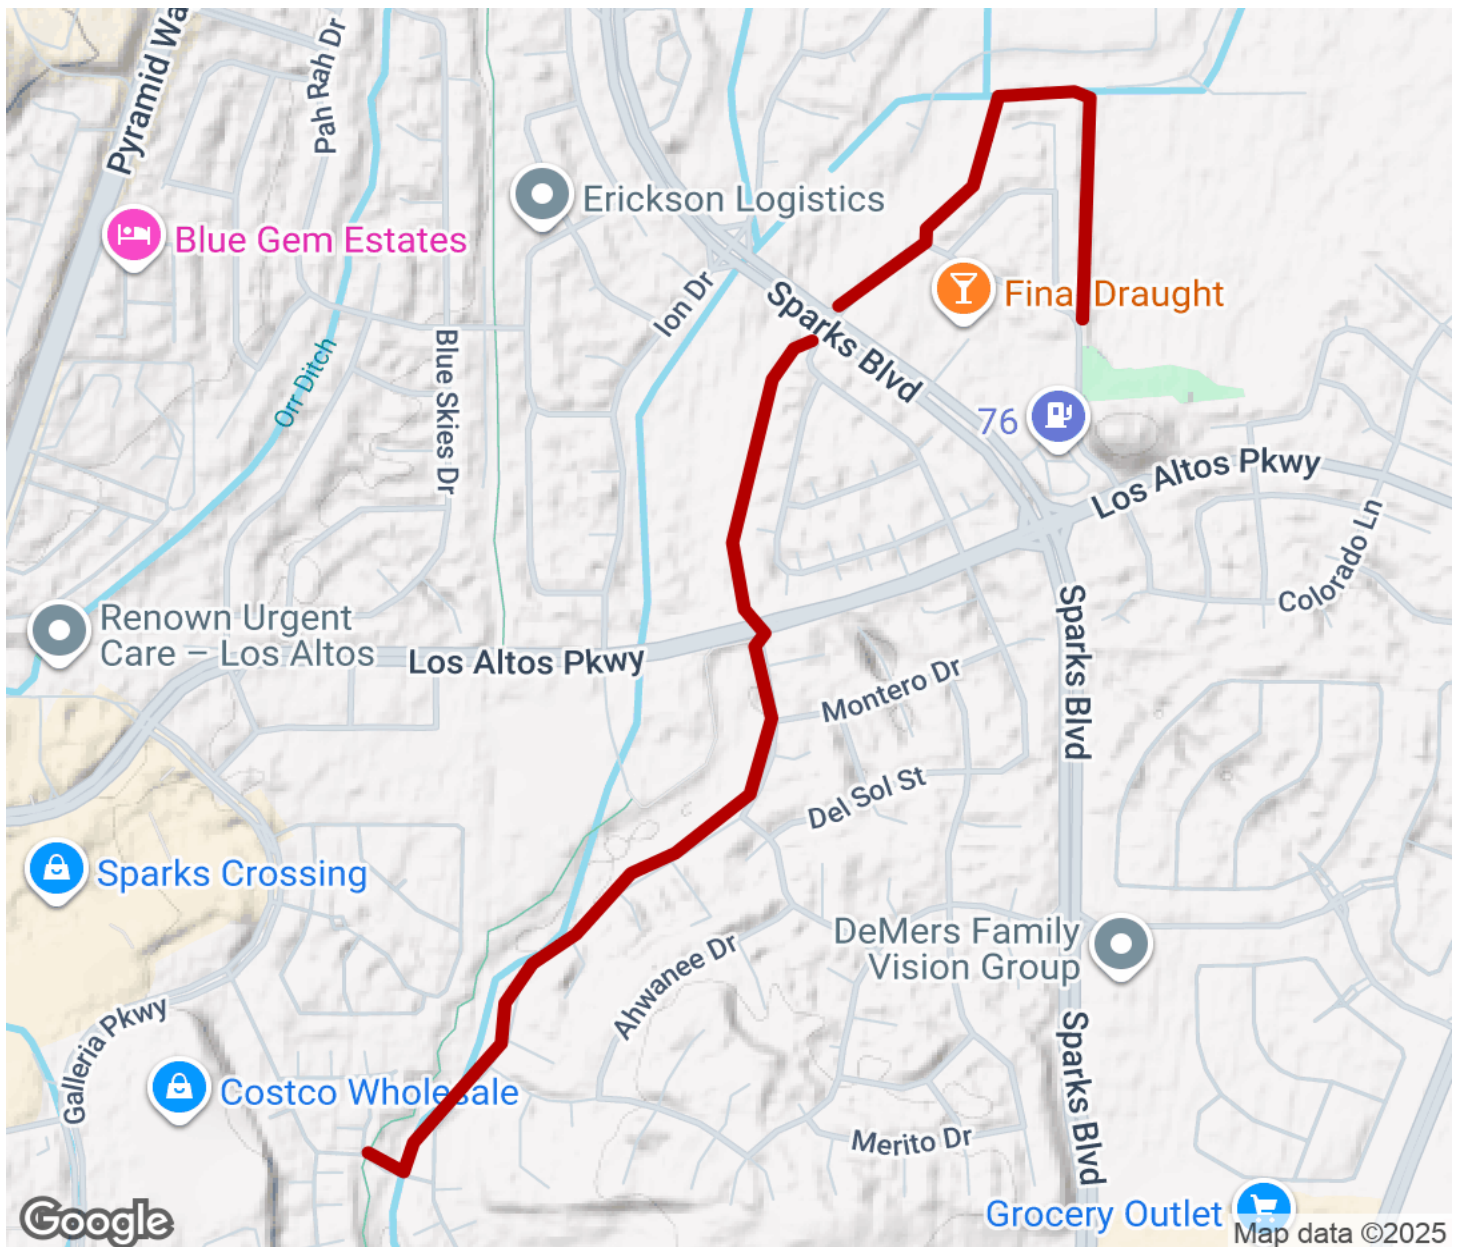 Pyramid Wa
Pah Rah Dr
Erickson Logistics
Blue Gem Estates
Ion Dr
Sparks Blvd
Final Draught
Orr Ditch
Blue Skies Dr
76
Los Altos Pkwy
Colorado Ln
Renown Urgent
Care – Los Altos
Los Altos Pkwy
Sparks Blvd
Montero Dr
Del Sol St
Sparks Crossing
DeMers Family
Vision Group
Ahwanee Dr
Galleria Pkwy
Sparks Blvd
Costco Wholesale
Merito Dr
Grocery Outlet
Google
Map data ©2025